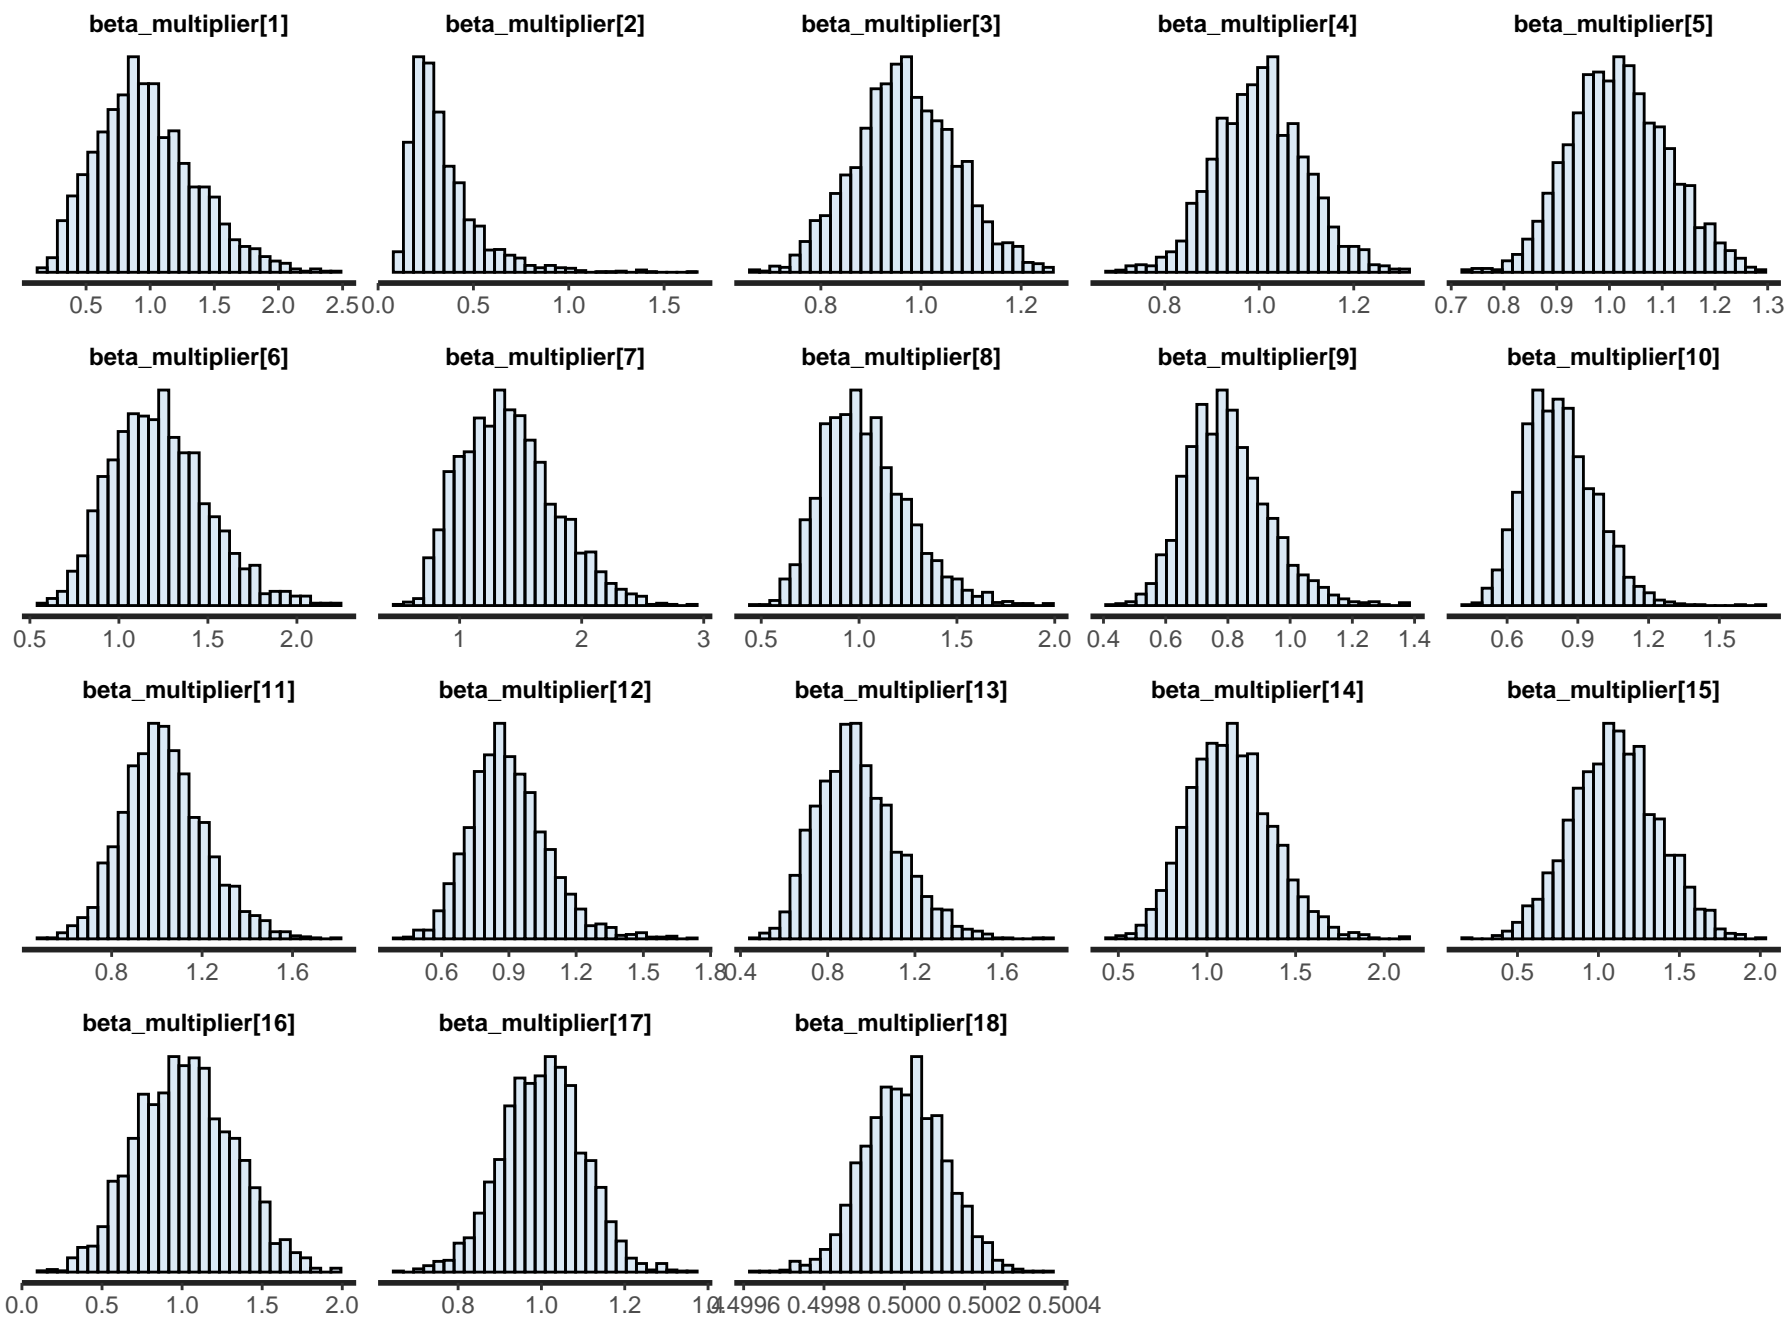 beta_multiplier[1] beta_multiplier[2] beta_multiplier[3] beta_multiplier[4] beta_multiplier[5]
0.5 1.0 1.5 2.0 2.5 0.0 0.5 1.0 1.5 0.8 1.0 1.2 0.8 1.0 1.2 0.7 0.8 0.9 1.0 1.1 1.2 1.3
beta_multiplier[6] beta_multiplier[7] beta_multiplier[8] beta_multiplier[9] beta_multiplier[10]
0.5 1.0 1.5 2.0 1 2 3 0.5 1.0 1.5 2.0 0.4 0.6 0.8 1.0 1.2 1.4 0.6 0.9 1.2 1.5
beta_multiplier[11] beta_multiplier[12] beta_multiplier[13] beta_multiplier[14] beta_multiplier[15]
0.8 1.2 1.6 0.6 0.9 1.2 1.5 1.8 0.4 0.8 1.2 1.6 0.5 1.0 1.5 2.0 0.5 1.0 1.5 2.0
beta_multiplier[16] beta_multiplier[17] beta_multiplier[18]
0.0 0.5 1.0 1.5 2.0 0.8 1.0 1.2 1.4 0.4996 0.4998 0.5000 0.5002 0.5004